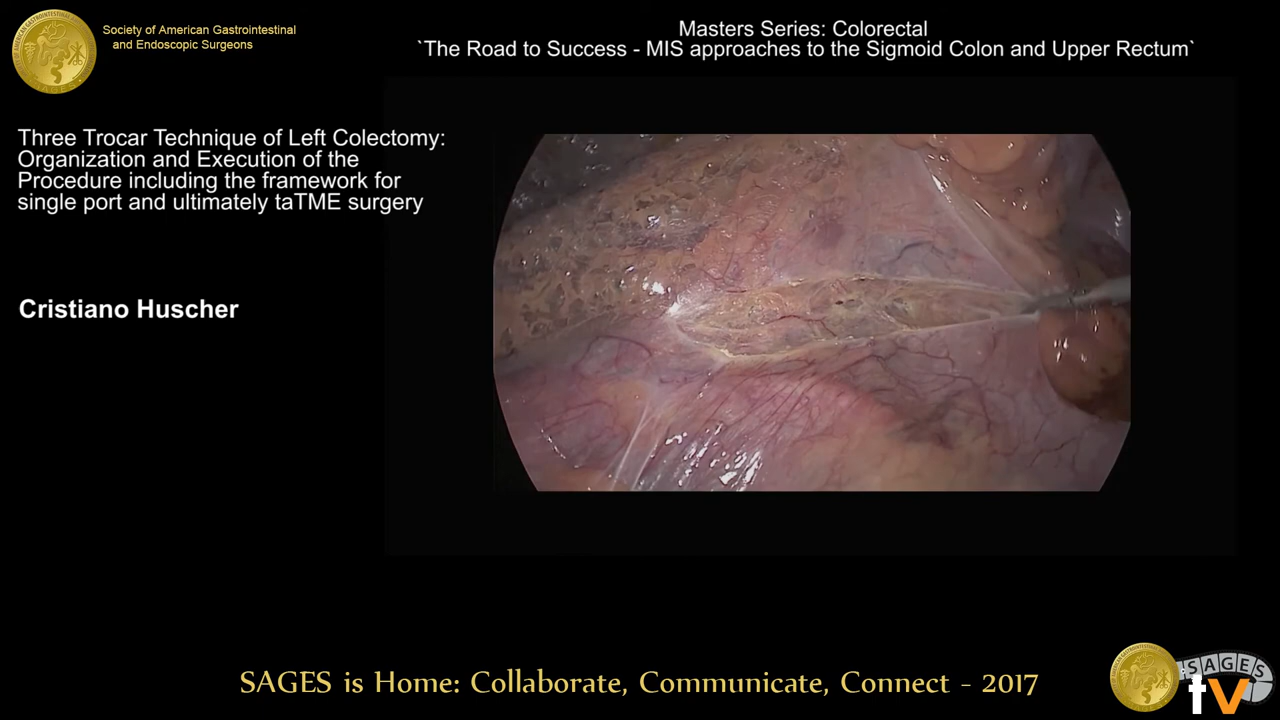 Society of American Gastrointestinal
and Endoscopic Surgeons
Masters Series: Colorectal
`The Road to Success - MIS approaches to the Sigmoid Colon and Upper Rectum`
Three Trocar Technique of Left Colectomy:
Organization and Execution of the
Procedure including the framework for
single port and ultimately taTME surgery
Cristiano Huscher
SAGES is Home: Collaborate, Communicate, Connect - 2017
SAGES
tv